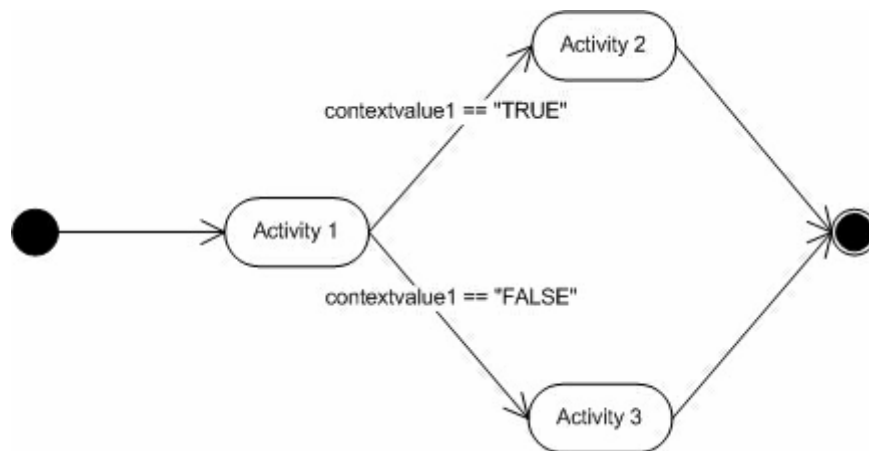 Activity 2
contextvalue1 == "TRUE"
Activity 1
contextvalue1 == "FALSE"
Activity 3